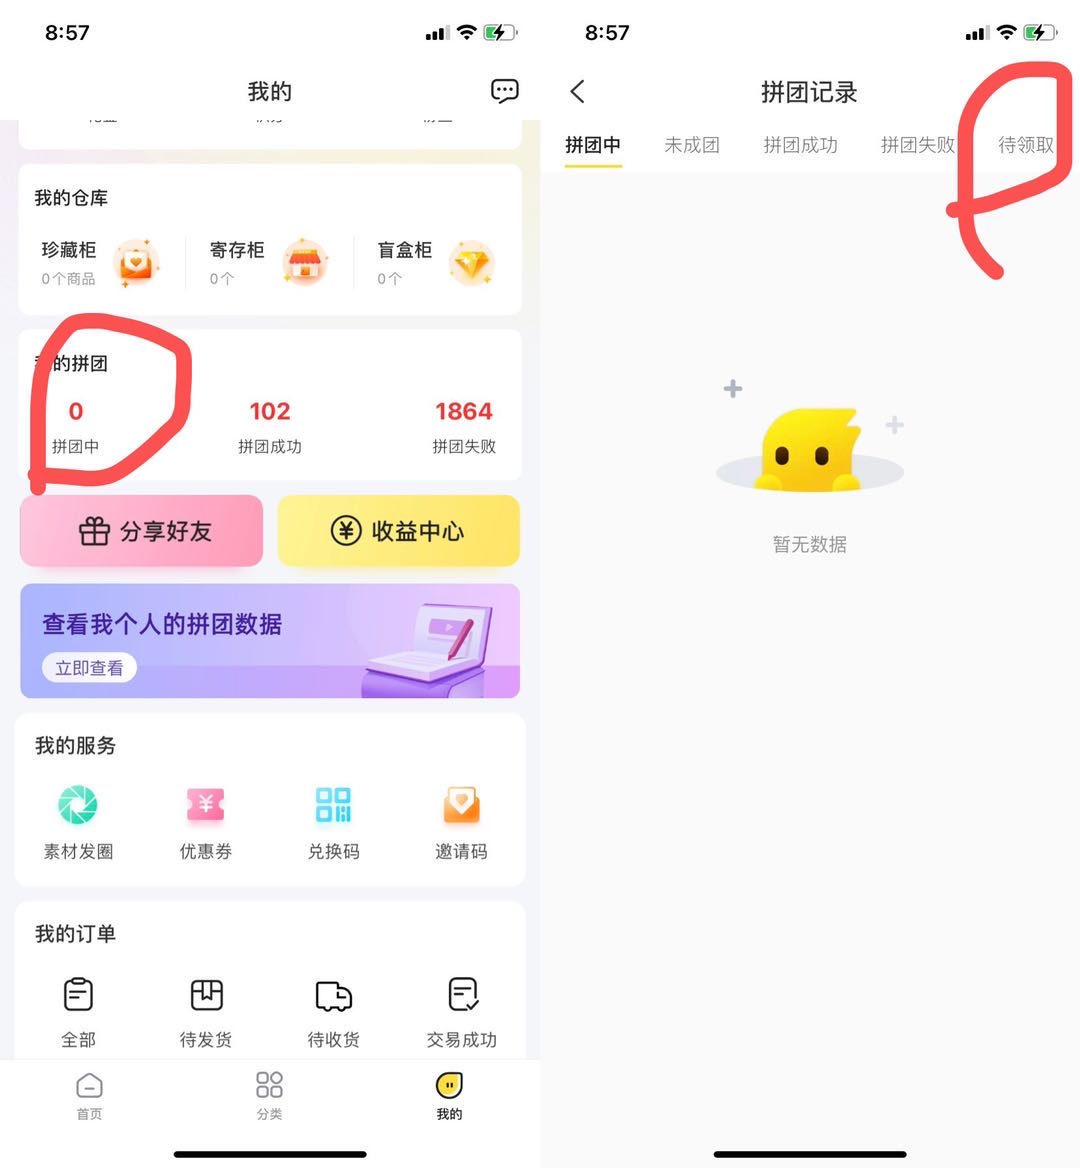 8:57
我的
我的仓库
珍藏柜
0个商品
寄存柜
0个
盲盒柜
0个
我的拼团
0
拼团中
102
拼团成功
1864
拼团失败
分享好友
收益中心
查看我个人的拼团数据
立即查看
我的服务
素材发圈
优惠券
兑换码
邀请码
我的订单
全部
待发货
待收货
交易成功
首页
分类
我的
8:57
拼团记录
拼团中 未成团 拼团成功 拼团失败 待领取
暂无数据